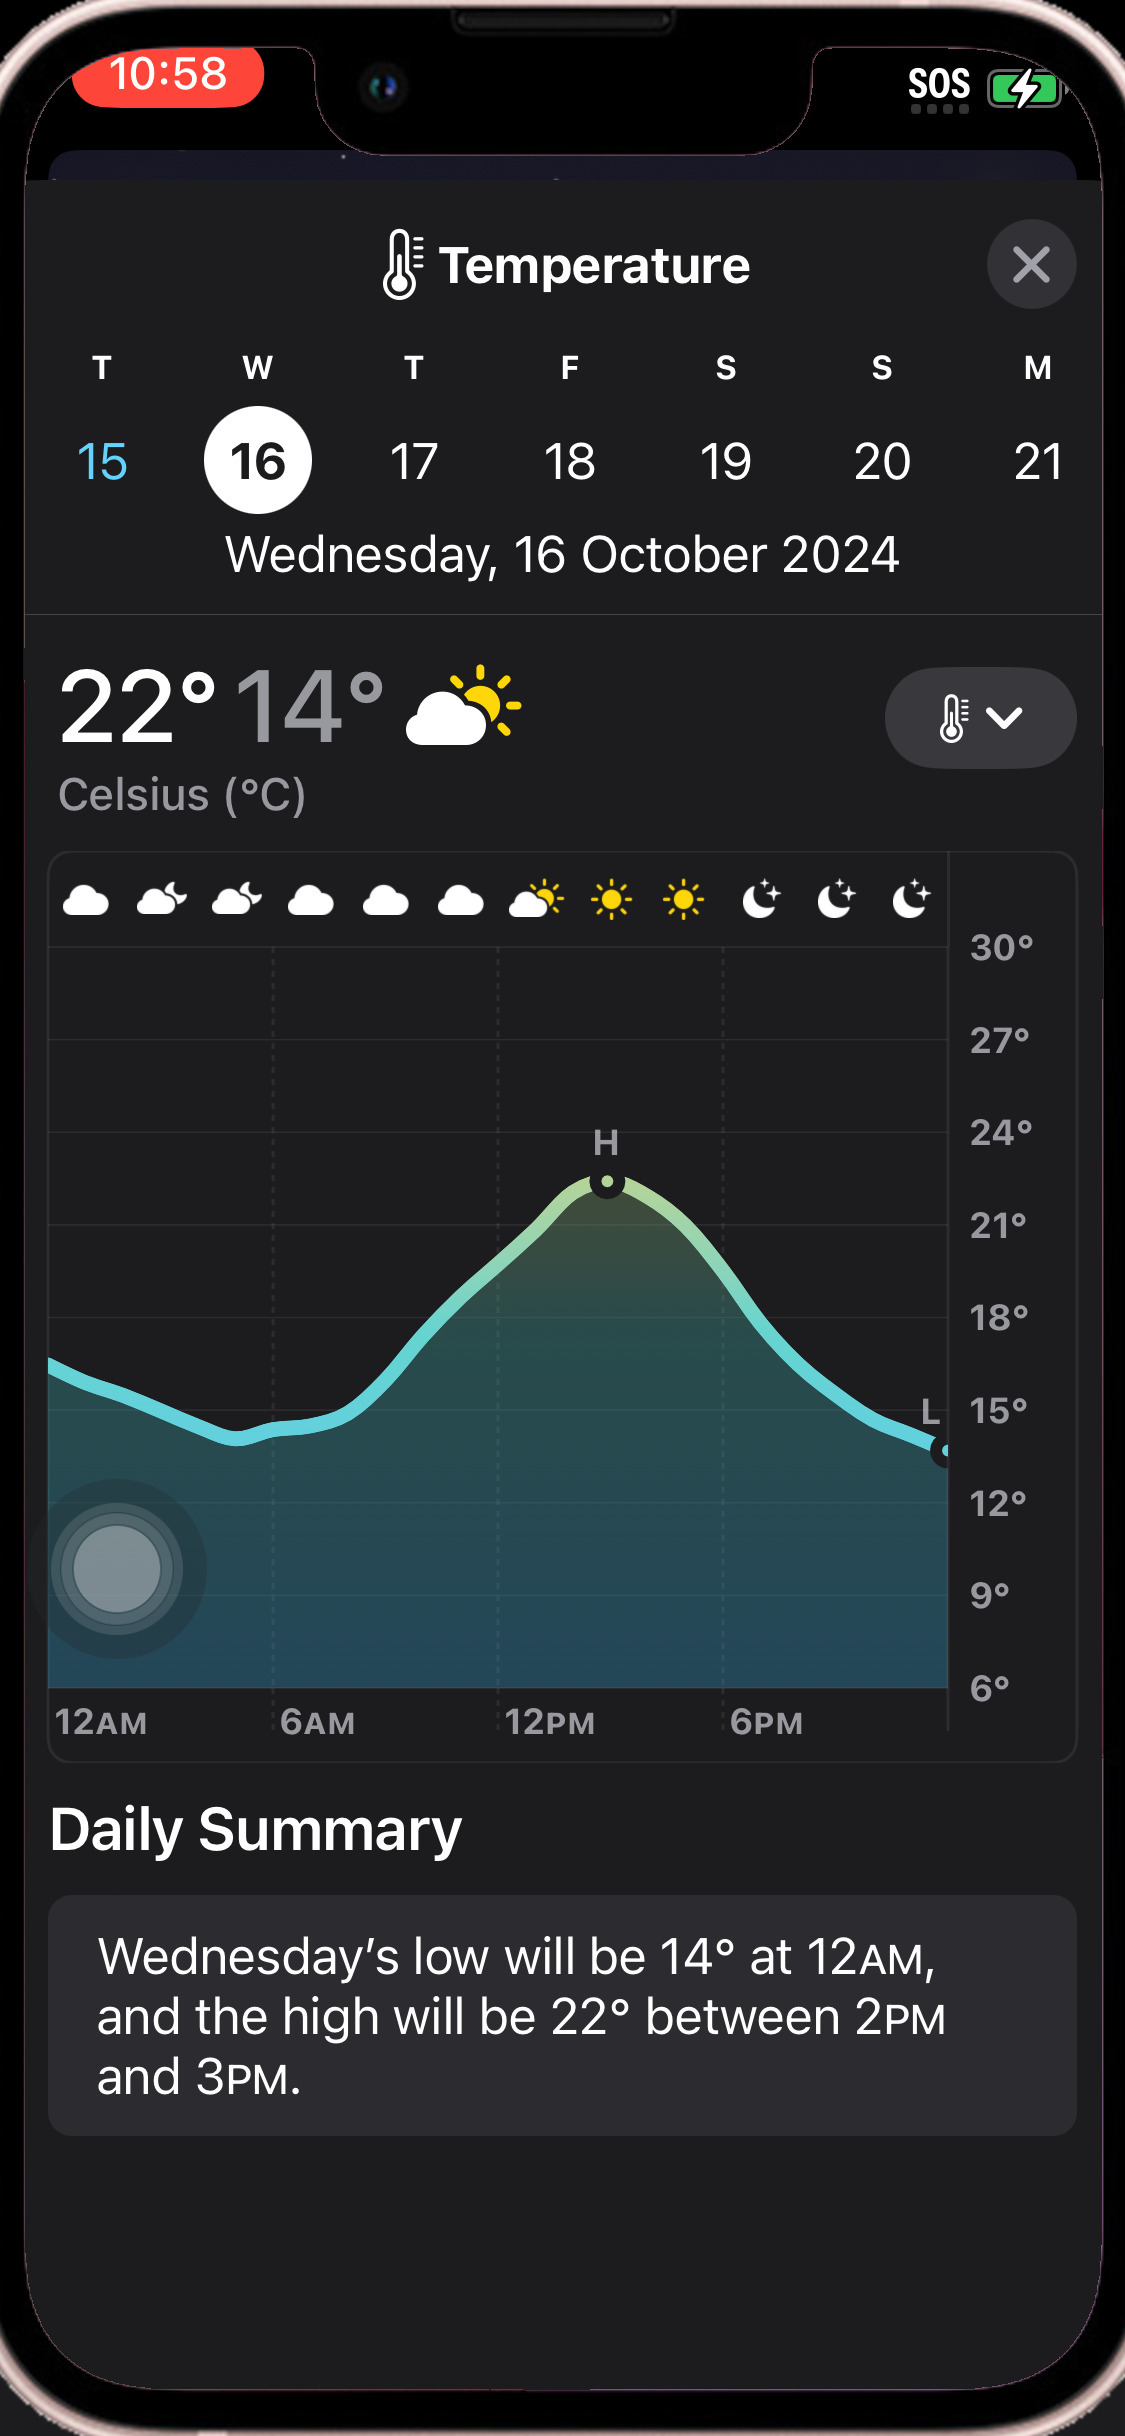 10:58
SOS
Temperature
T W T F S S M
15 16 17 18 19 20 21
Wednesday, 16 October 2024
22° 14°
Celsius (°C)
30°
27°
24°
H
21°
18°
L
15°
12°
9°
6°
12AM 6AM 12PM 6PM
Daily Summary
Wednesday’s low will be 14° at 12AM,
and the high will be 22° between 2PM
and 3PM.